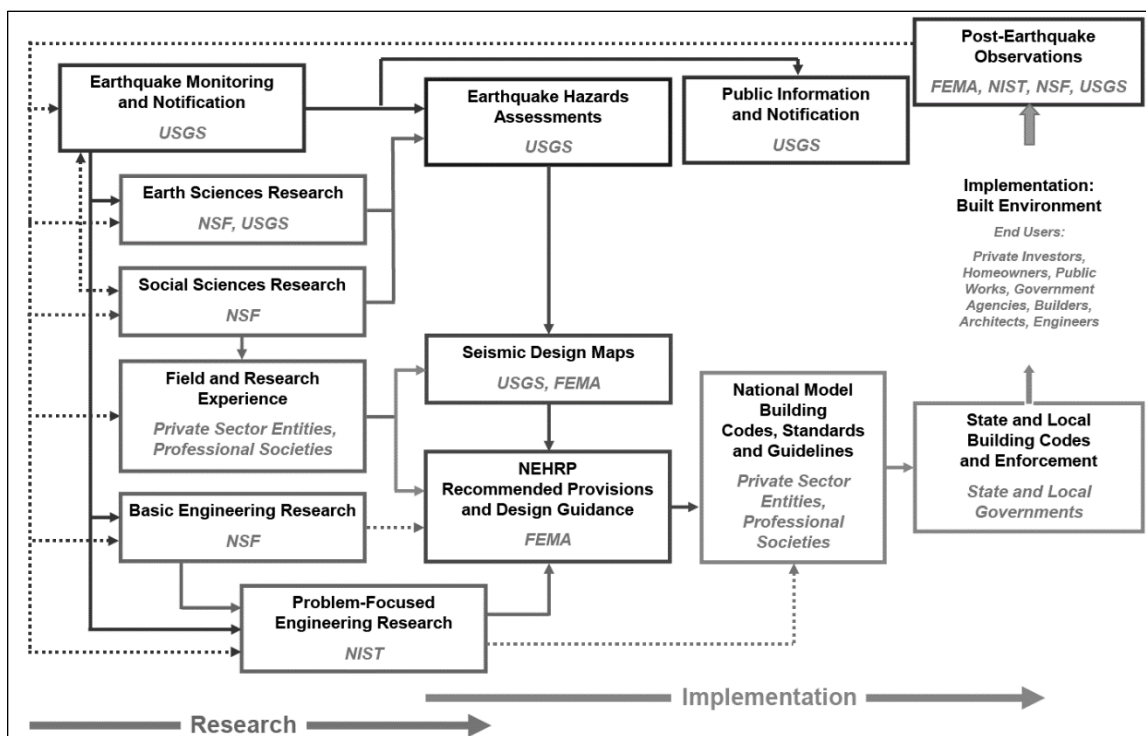 Post-Earthquake
Observations
FEMA, NIST, NSF, USGS
Earthquake Monitoring
and Notification
USGS
Earthquake Hazards
Assessments
USGS
Public Information
and Notification
USGS
Earth Sciences Research
NSF, USGS
Implementation:
Built Environment
End Users:
Private Investors,
Homeowners, Public
Works, Government
Agencies, Builders,
Architects, Engineers
Social Sciences Research
NSF
Field and Research
Experience
Private Sector Entities,
Professional Societies
Seismic Design Maps
USGS, FEMA
National Model
Building
Codes, Standards
and Guidelines
Private Sector
Entities,
Professional
Societies
State and Local
Building Codes
and Enforcement
State and Local
Governments
NEHRP
Recommended Provisions
and Design Guidance
FEMA
Basic Engineering Research
NSF
Problem-Focused
Engineering Research
NIST
Implementation
Research